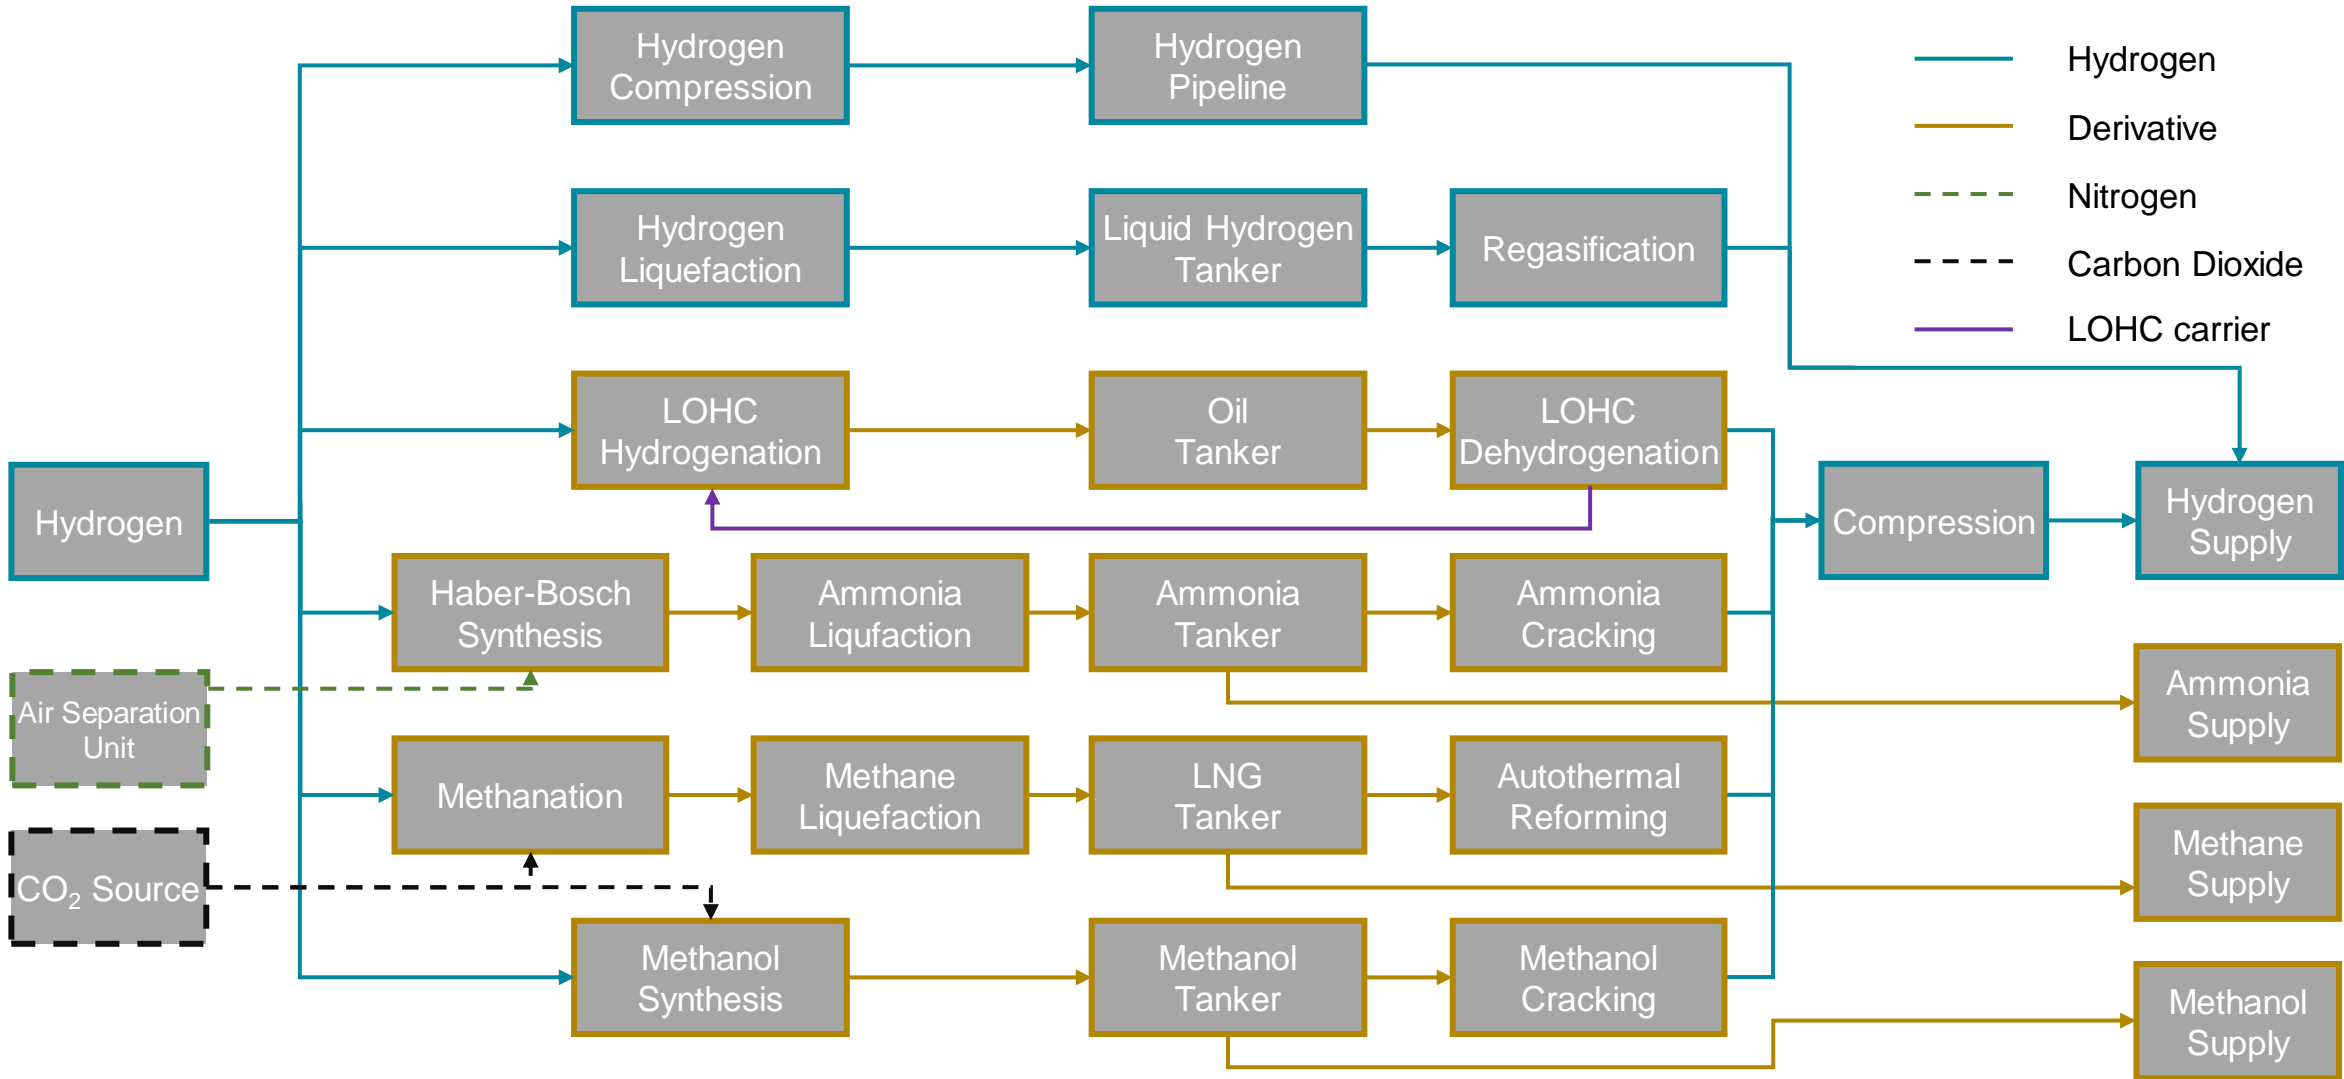 Hydrogen
Compression
Hydrogen
Pipeline
Hydrogen
Derivative
Nitrogen
Carbon Dioxide
LOHC carrier
Hydrogen
Liquefaction
Liquid Hydrogen
Tanker
Regasification
LOHC
Hydrogenation
Oil
Tanker
LOHC
Dehydrogenation
Hydrogen
Compression
Hydrogen
Supply
Haber-Bosch
Synthesis
Ammonia
Liqufaction
Ammonia
Tanker
Ammonia
Cracking
Air Separation
Unit
Ammonia
Supply
Methanation
Methane
Liquefaction
LNG
Tanker
Autothermal
Reforming
Methane
Supply
CO₂ Source
Methanol
Synthesis
Methanol
Tanker
Methanol
Cracking
Methanol
Supply